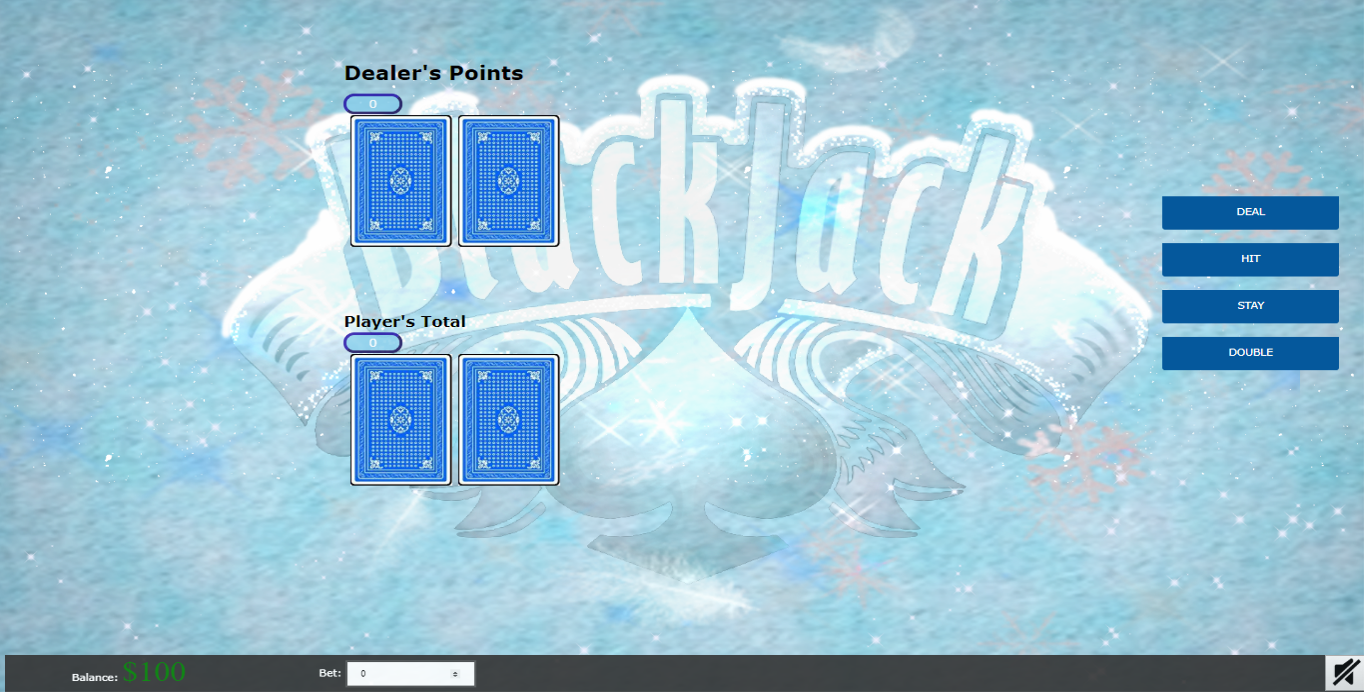 Dealer's Points
0
BlackJack
Player's Total
0
DEAL
HIT
STAY
DOUBLE
Balance: $100
Bet: 0